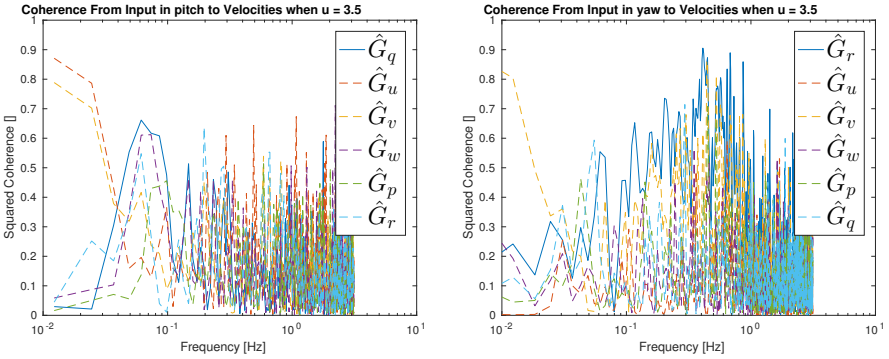 Coherence From Input in pitch to Velocities when u = 3.5
1
0.9
0.8
0.7
0.6
0.5
0.4
0.3
0.2
0.1
0
Squared Coherence []
10^-2
10^-1
10^0
10^1
Frequency [Hz]
Ĝ_q
Ĝ_u
Ĝ_v
Ĝ_w
Ĝ_p
Ĝ_r
Coherence From Input in yaw to Velocities when u = 3.5
1
0.9
0.8
0.7
0.6
0.5
0.4
0.3
0.2
0.1
0
Squared Coherence []
10^-2
10^-1
10^0
10^1
Frequency [Hz]
Ĝ_r
Ĝ_u
Ĝ_v
Ĝ_w
Ĝ_p
Ĝ_q